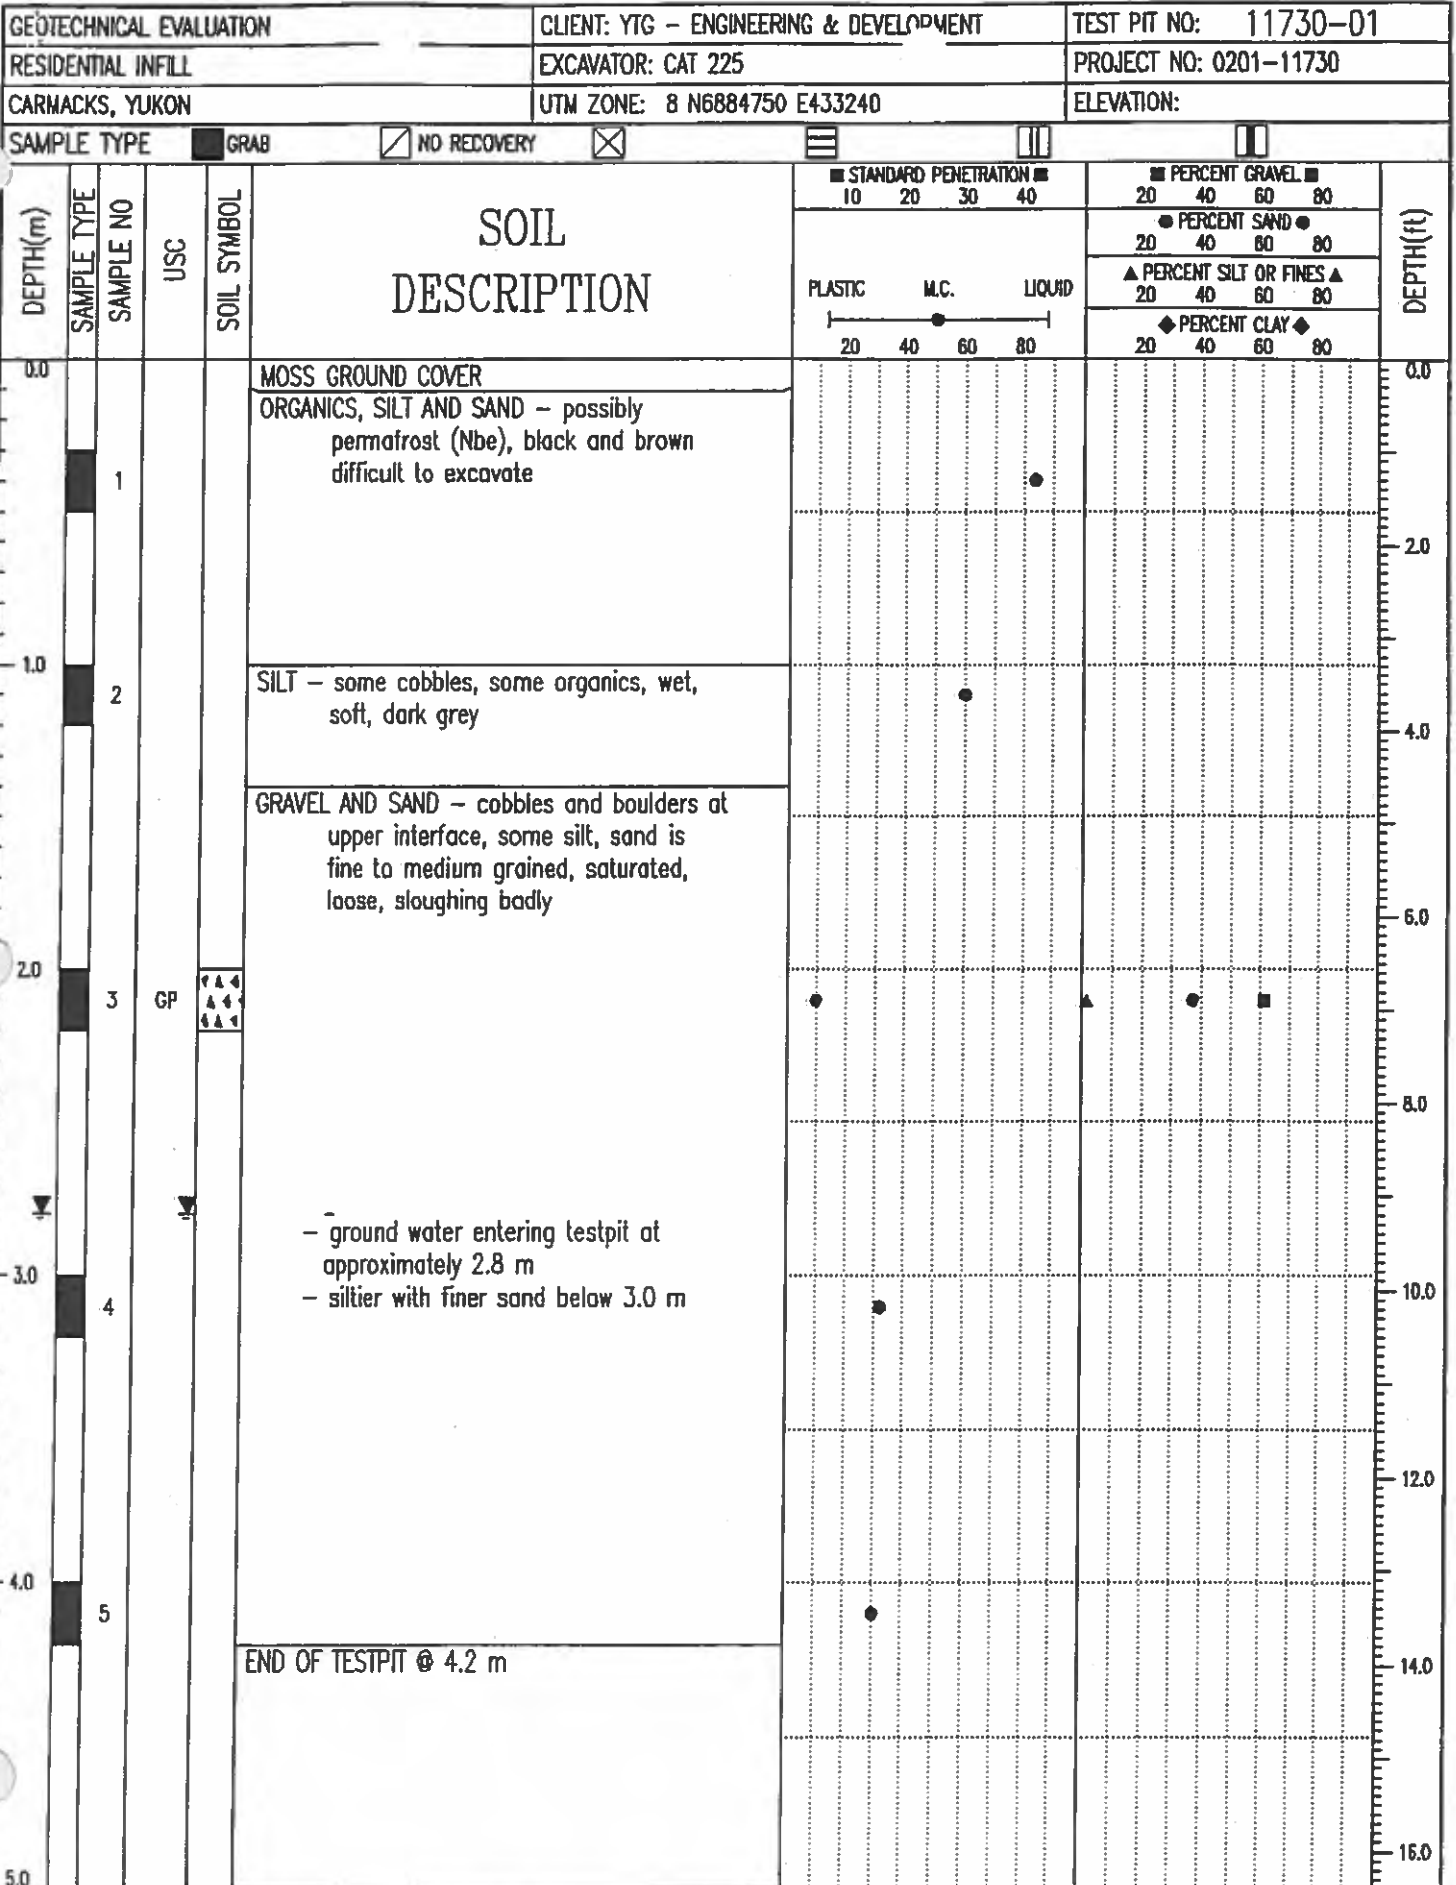 GEOTECHNICAL EVALUATION
CLIENT: YTG - ENGINEERING & DEVELOPMENT
TEST PIT NO: 11730-01
RESIDENTIAL INFILL
EXCAVATOR: CAT 225
PROJECT NO: 0201-11730
CARMACKS, YUKON
UTM ZONE: 8 N6884750 E433240
ELEVATION:
SAMPLE TYPE
GRAB
NO RECOVERY
DEPTH(m)
SAMPLE TYPE
SAMPLE NO
USC
SOIL SYMBOL
SOIL
DESCRIPTION
STANDARD PENETRATION
10 20 30 40
PLASTIC M.C. LIQUID
20 40 60 80
PERCENT GRAVEL
20 40 60 80
PERCENT SAND
20 40 60 80
PERCENT SILT OR FINES
20 40 60 80
PERCENT CLAY
20 40 60 80
DEPTH(ft)
0.0
MOSS GROUND COVER
0.0
ORGANICS, SILT AND SAND - possibly
permafrost (Nbe), black and brown
difficult to excavate
1
2.0
1.0
SILT - some cobbles, some organics, wet,
soft, dark grey
2
4.0
GRAVEL AND SAND - cobbles and boulders at
upper interface, some silt, sand is
fine to medium grained, saturated,
loose, sloughing badly
6.0
2.0
3 GP
8.0
- ground water entering testpit at
approximately 2.8 m
- siltier with finer sand below 3.0 m
3.0
10.0
4
12.0
4.0
5
END OF TESTPIT @ 4.2 m
14.0
16.0
5.0